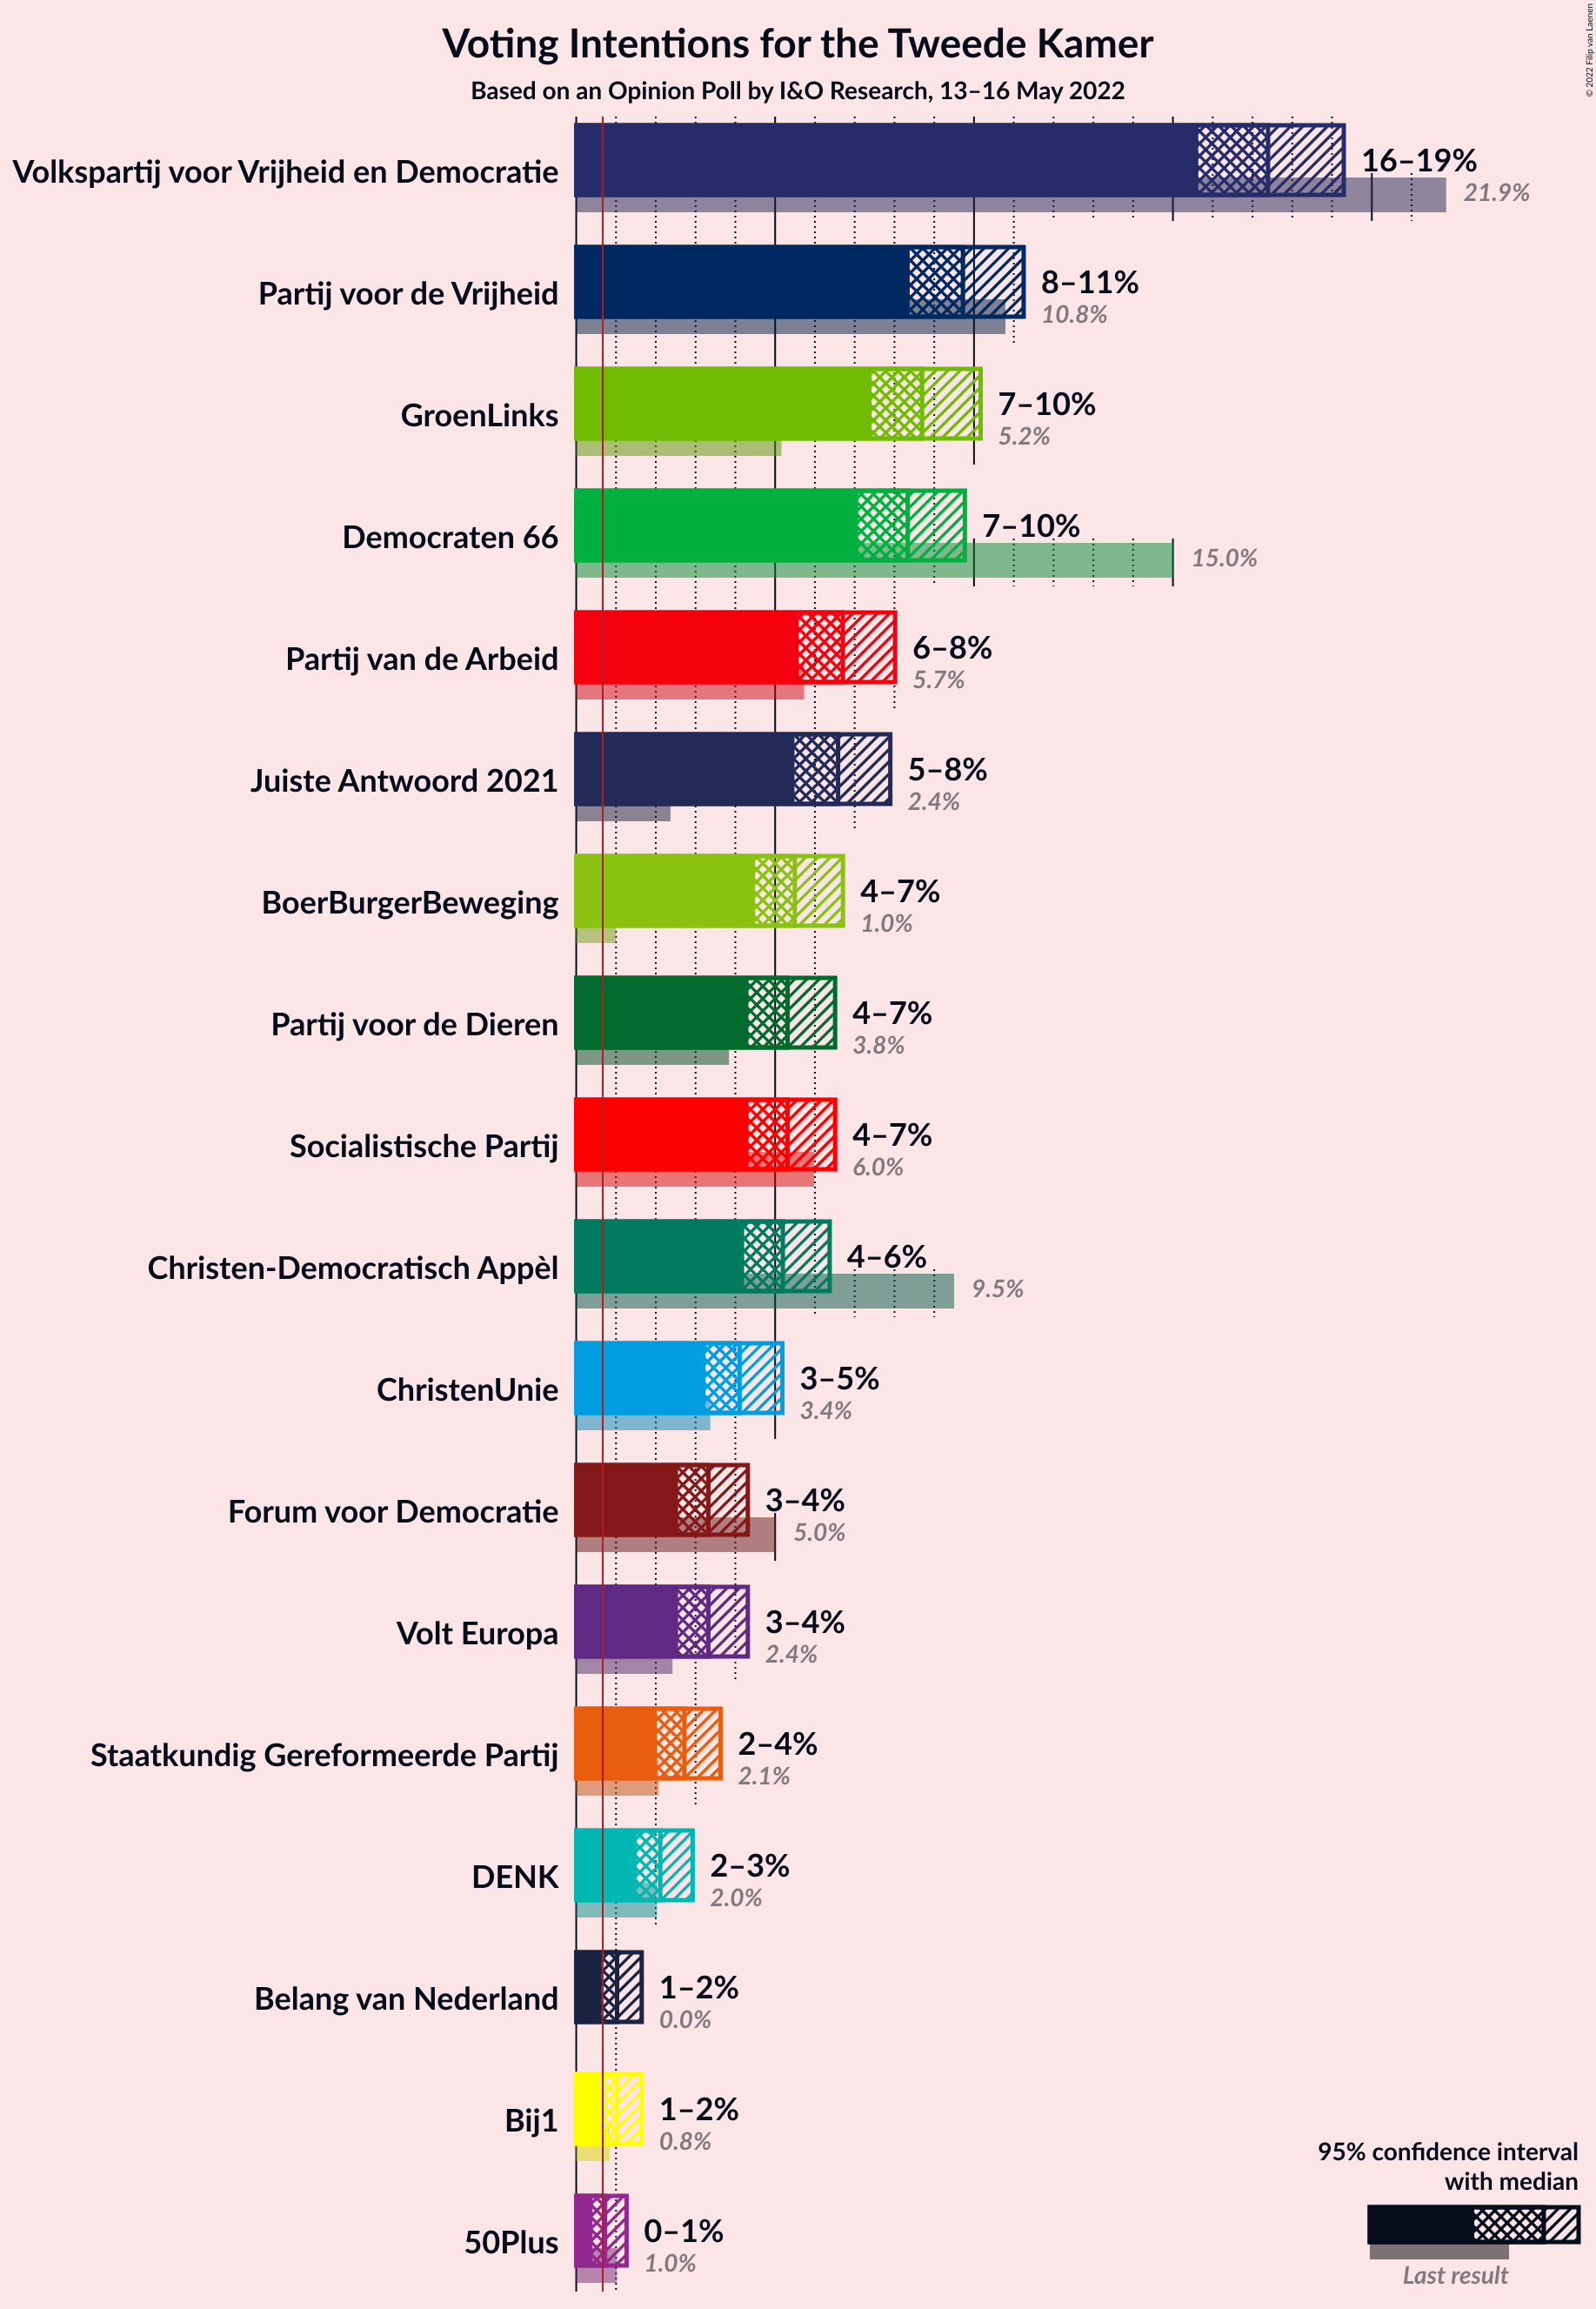 Voting Intentions for the Tweede Kamer
Based on an Opinion Poll by I&O Research, 13–16 May 2022
© 2022 Filip van Laenen
Volkspartij voor Vrijheid en Democratie
16–19%
21.9%
Partij voor de Vrijheid
8–11%
10.8%
GroenLinks
7–10%
5.2%
Democraten 66
7–10%
15.0%
Partij van de Arbeid
6–8%
5.7%
Juiste Antwoord 2021
5–8%
2.4%
BoerBurgerBeweging
4–7%
1.0%
Partij voor de Dieren
4–7%
3.8%
Socialistische Partij
4–7%
6.0%
Christen-Democratisch Appèl
4–6%
9.5%
ChristenUnie
3–5%
3.4%
Forum voor Democratie
3–4%
5.0%
Volt Europa
3–4%
2.4%
Staatkundig Gereformeerde Partij
2–4%
2.1%
DENK
2–3%
2.0%
Belang van Nederland
1–2%
0.0%
Bij1
1–2%
0.8%
50Plus
0–1%
1.0%
95% confidence interval
with median
Last result